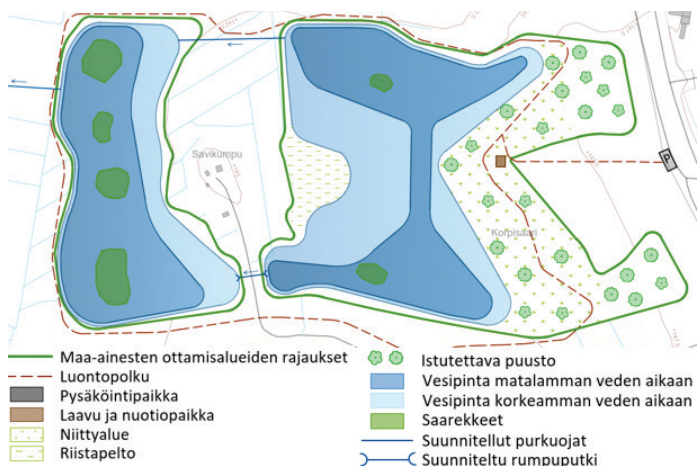 Savikumpu
P
Korpisaari
Maa-ainesten ottamisalueiden rajaukset
Luontopolku
Pysäköintipaikka
Laavu ja nuotiopaikka
Niittyalue
Riistapelto
Istutettava puusto
Vesipinta matalamman veden aikaan
Vesipinta korkeamman veden aikaan
Saarekkeet
Suunnitellut purkuojat
Suunniteltu rumpuputki